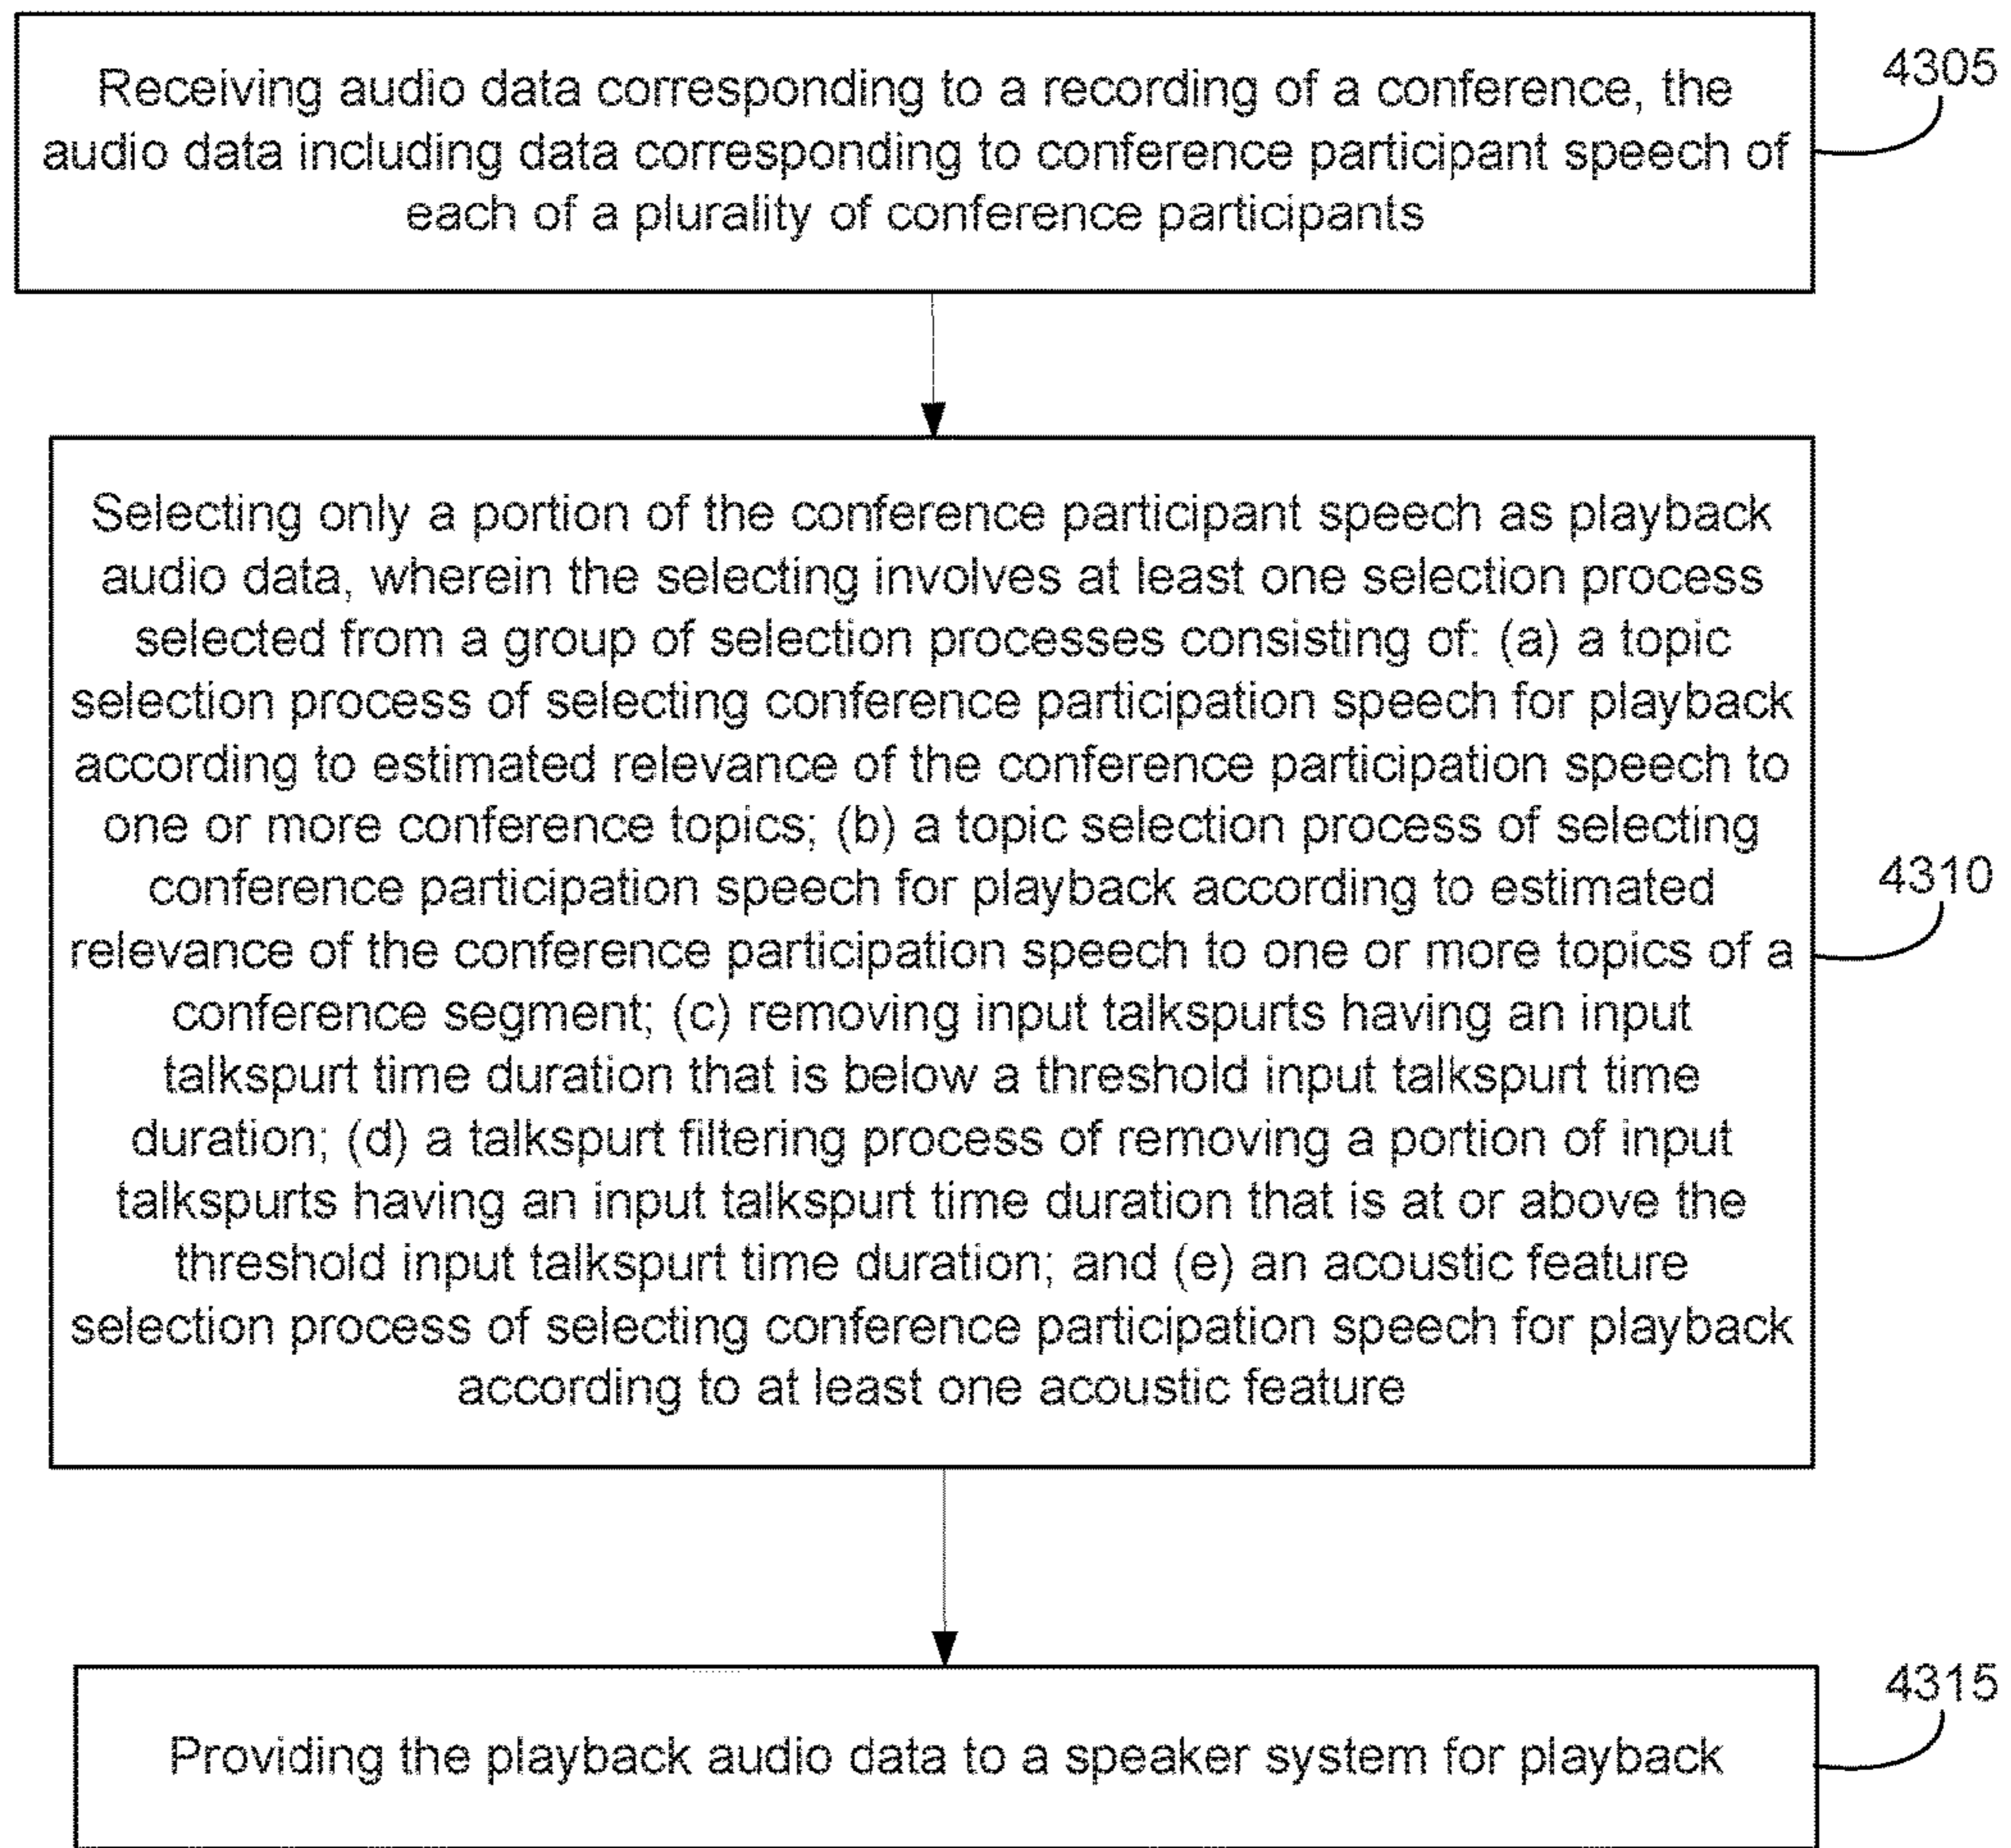 Receiving audio data corresponding to a recording of a conference, the
audio data including data corresponding to conference participant speech of
each of a plurality of conference participants
4305
Selecting only a portion of the conference participant speech as playback
audio data, wherein the selecting involves at least one selection process
selected from a group of selection processes consisting of: (a) a topic
selection process of selecting conference participation speech for playback
according to estimated relevance of the conference participation speech to
one or more conference topics; (b) a topic selection process of selecting
conference participation speech for playback according to estimated
relevance of the conference participation speech to one or more topics of a
conference segment; (c) removing input talkspurts having an input
talkspurt time duration that is below a threshold input talkspurt time
duration; (d) a talkspurt filtering process of removing a portion of input
talkspurts having an input talkspurt time duration that is at or above the
threshold input talkspurt time duration; and (e) an acoustic feature
selection process of selecting conference participation speech for playback
according to at least one acoustic feature
4310
Providing the playback audio data to a speaker system for playback
4315